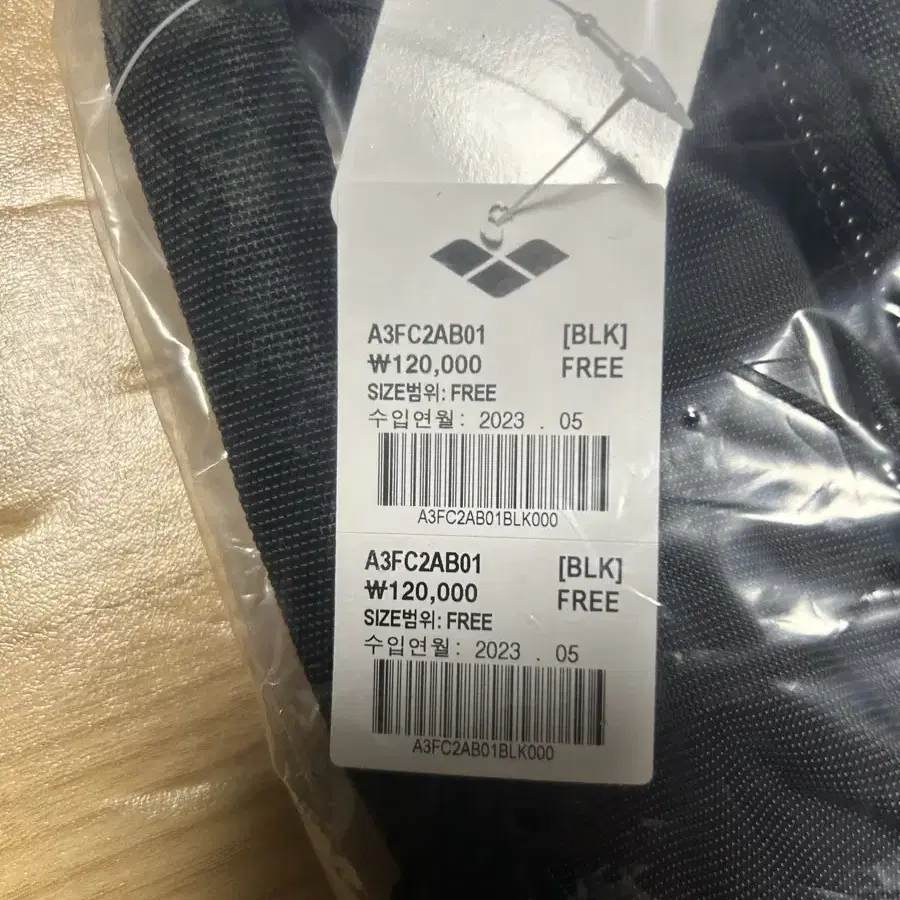 A3FC2AB01 [BLK]
₩120,000 FREE
SIZE범위: FREE
수입연월: 2023 . 05
A3FC2AB01BLK000
A3FC2AB01 [BLK]
₩120,000 FREE
SIZE범위: FREE
수입연월: 2023 . 05
A3FC2AB01BLK000